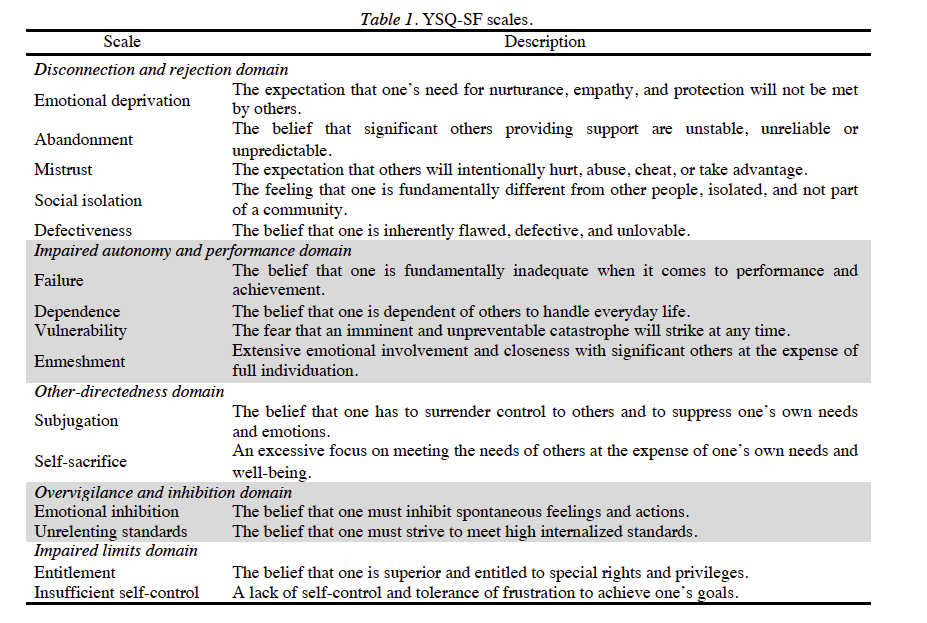 Table 1. YSQ-SF scales.
Scale Description
Disconnection and rejection domain
Emotional deprivation The expectation that one's need for nurturance, empathy, and protection will not be met
by others.
Abandonment The belief that significant others providing support are unstable, unreliable or
unpredictable.
Mistrust The expectation that others will intentionally hurt, abuse, cheat, or take advantage.
Social isolation The feeling that one is fundamentally different from other people, isolated, and not part
of a community.
Defectiveness The belief that one is inherently flawed, defective, and unlovable.
Impaired autonomy and performance domain
Failure The belief that one is fundamentally inadequate when it comes to performance and
achievement.
Dependence The belief that one is dependent of others to handle everyday life.
Vulnerability The fear that an imminent and unpreventable catastrophe will strike at any time.
Enmeshment Extensive emotional involvement and closeness with significant others at the expense of
full individuation.
Other-directedness domain
Subjugation The belief that one has to surrender control to others and to suppress one's own needs
and emotions.
Self-sacrifice An excessive focus on meeting the needs of others at the expense of one's own needs and
well-being.
Overvigilance and inhibition domain
Emotional inhibition The belief that one must inhibit spontaneous feelings and actions.
Unrelenting standards The belief that one must strive to meet high internalized standards.
Impaired limits domain
Entitlement The belief that one is superior and entitled to special rights and privileges.
Insufficient self-control A lack of self-control and tolerance of frustration to achieve one's goals.